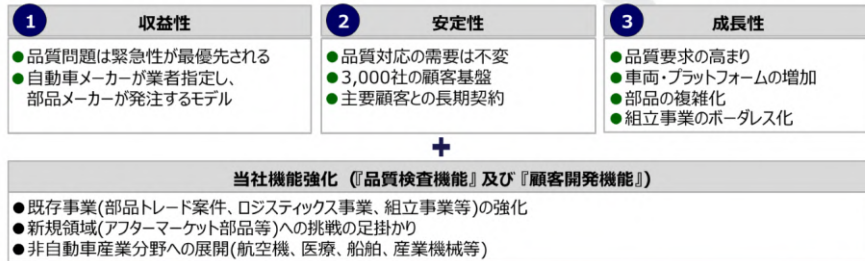 1 収益性
●品質問題は緊急性が最優先される
●自動車メーカーが業者指定し、
部品メーカーが発注するモデル
2 安定性
●品質対応の需要は不変
●3,000社の顧客基盤
●主要顧客との長期契約
3 成長性
●品質要求の高まり
●車両・プラットフォームの増加
●部品の複雑化
●組立事業のボーダレス化
+
当社機能強化 (『品質検査機能』及び『顧客開発機能』)
●既存事業(部品トレード案件、ロジスティックス事業、組立事業等)の強化
●新規領域(アフターマーケット部品等)への挑戦の足掛かり
●非自動車産業分野への展開(航空機、医療、船舶、産業機械等)